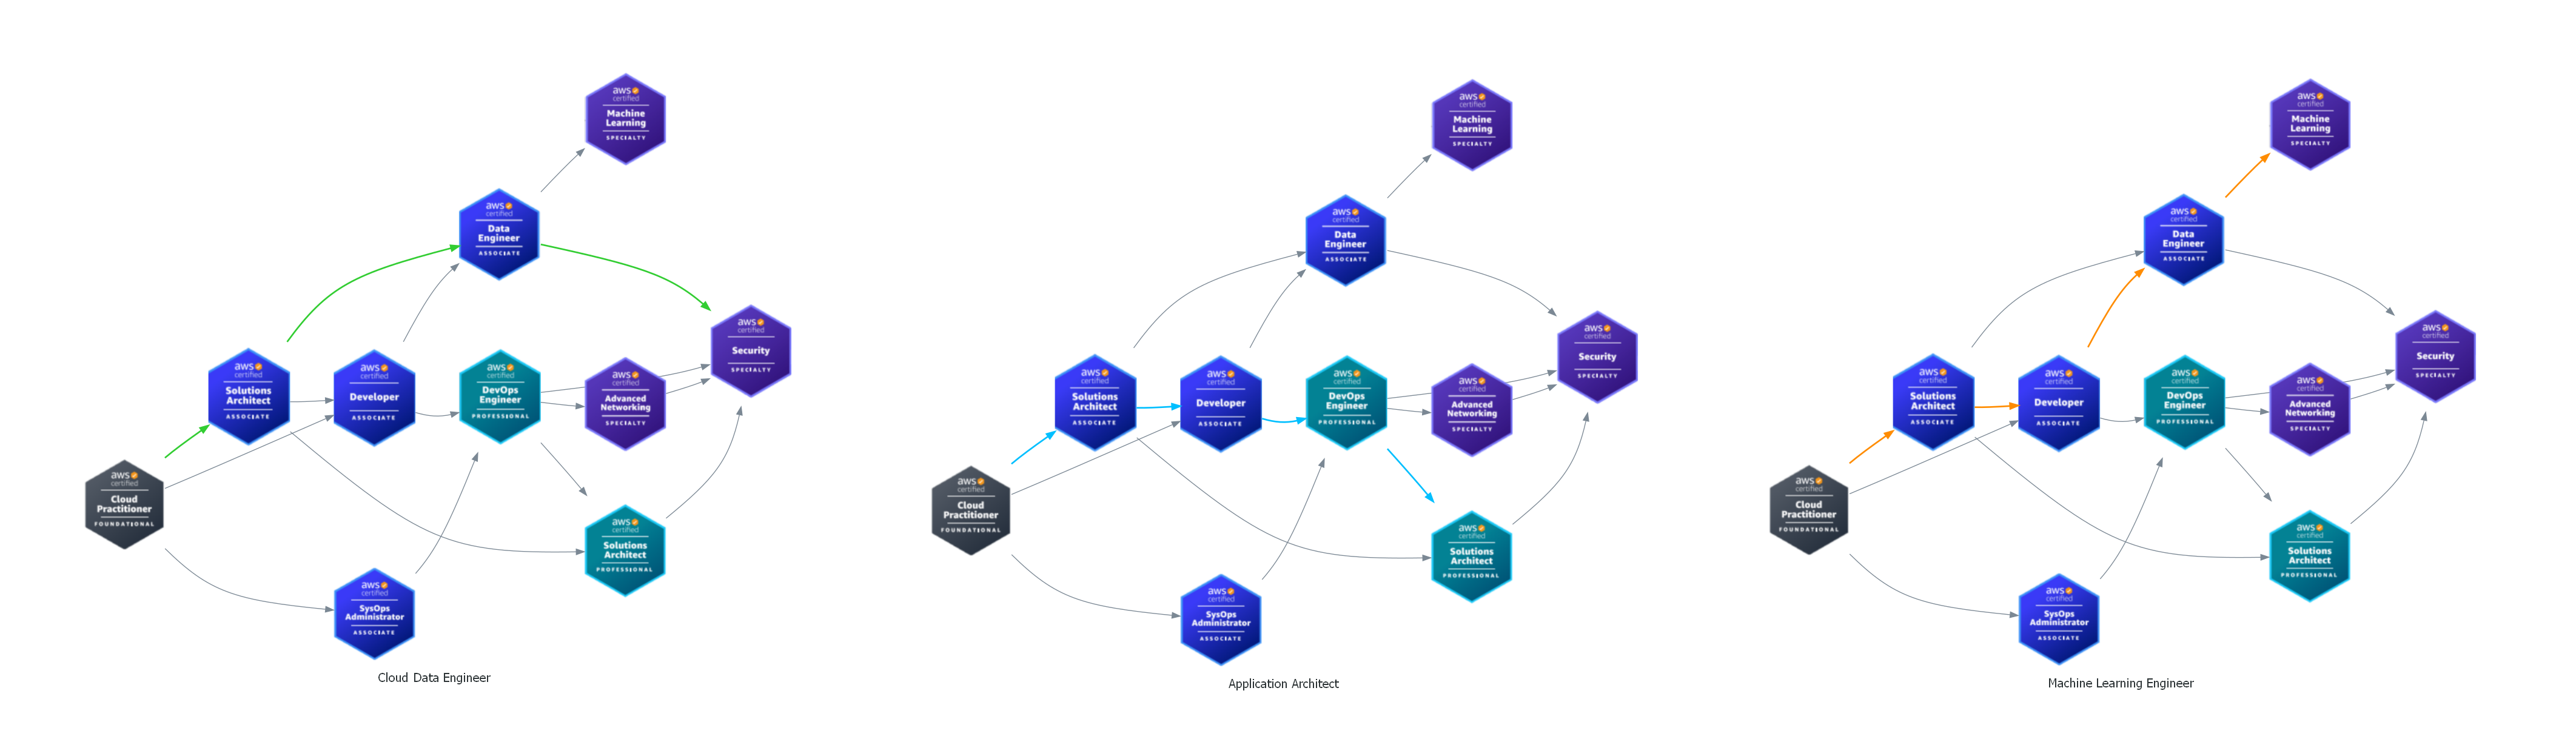 aws
certified
Machine
Learning
SPECIALTY
aws
certified
Data
Engineer
ASSOCIATE
aws
certified
Security
SPECIALTY
aws
certified
Solutions
Architect
ASSOCIATE
aws
certified
Developer
ASSOCIATE
aws
certified
DevOps
Engineer
PROFESSIONAL
aws
certified
Advanced
Networking
SPECIALTY
aws
certified
Cloud
Practitioner
FOUNDATIONAL
aws
certified
Solutions
Architect
PROFESSIONAL
aws
certified
SysOps
Administrator
ASSOCIATE
Cloud Data Engineer
aws
certified
Machine
Learning
SPECIALTY
aws
certified
Data
Engineer
ASSOCIATE
aws
certified
Security
SPECIALTY
aws
certified
Solutions
Architect
ASSOCIATE
aws
certified
Developer
ASSOCIATE
aws
certified
DevOps
Engineer
PROFESSIONAL
aws
certified
Advanced
Networking
SPECIALTY
aws
certified
Cloud
Practitioner
FOUNDATIONAL
aws
certified
Solutions
Architect
PROFESSIONAL
aws
certified
SysOps
Administrator
ASSOCIATE
Application Architect
aws
certified
Machine
Learning
SPECIALTY
aws
certified
Data
Engineer
ASSOCIATE
aws
certified
Security
SPECIALTY
aws
certified
Solutions
Architect
ASSOCIATE
aws
certified
Developer
ASSOCIATE
aws
certified
DevOps
Engineer
PROFESSIONAL
aws
certified
Advanced
Networking
SPECIALTY
aws
certified
Cloud
Practitioner
FOUNDATIONAL
aws
certified
Solutions
Architect
PROFESSIONAL
aws
certified
SysOps
Administrator
ASSOCIATE
Machine Learning Engineer